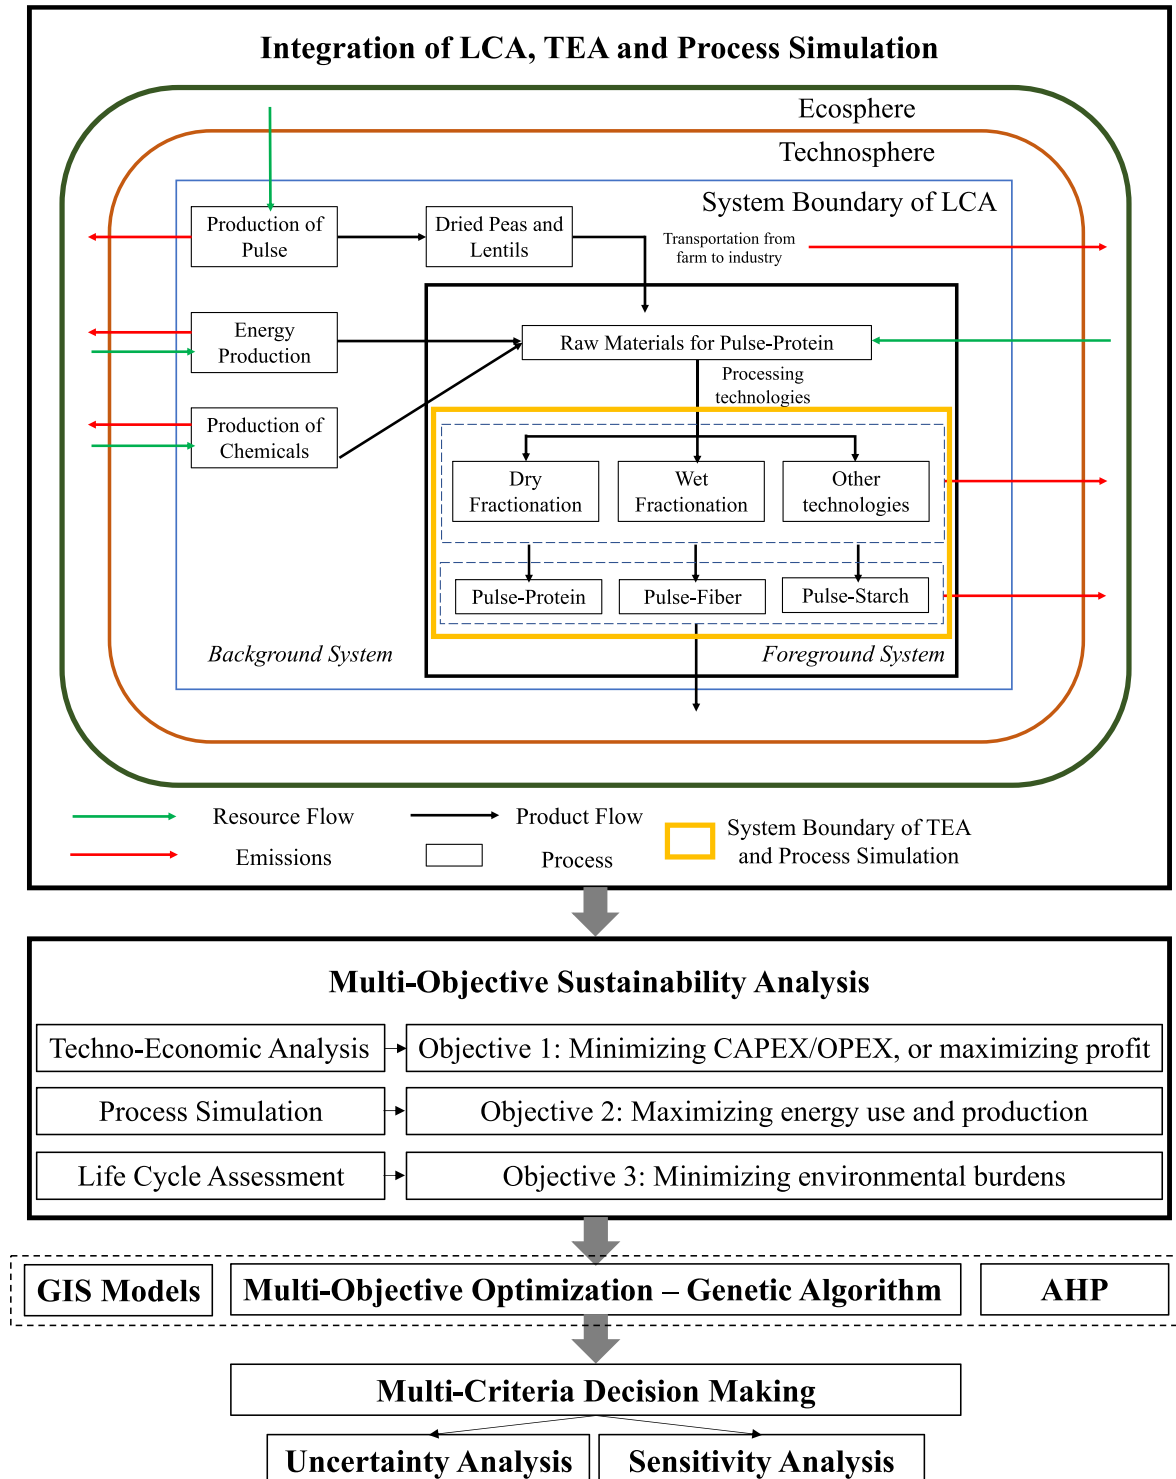 Integration of LCA, TEA and Process Simulation
Ecosphere
Technosphere
System Boundary of LCA
Production of
Pulse
Dried Peas and
Lentils
Transportation from
farm to industry
Energy
Production
Raw Materials for Pulse-Protein
Processing
technologies
Production of
Chemicals
Dry
Fractionation
Wet
Fractionation
Other
technologies
Pulse-Protein
Pulse-Fiber
Pulse-Starch
Background System
Foreground System
Resource Flow
Product Flow
System Boundary of TEA
and Process Simulation
Emissions
Process
Multi-Objective Sustainability Analysis
Techno-Economic Analysis
Objective 1: Minimizing CAPEX/OPEX, or maximizing profit
Process Simulation
Objective 2: Maximizing energy use and production
Life Cycle Assessment
Objective 3: Minimizing environmental burdens
GIS Models
Multi-Objective Optimization – Genetic Algorithm
AHP
Multi-Criteria Decision Making
Uncertainty Analysis
Sensitivity Analysis